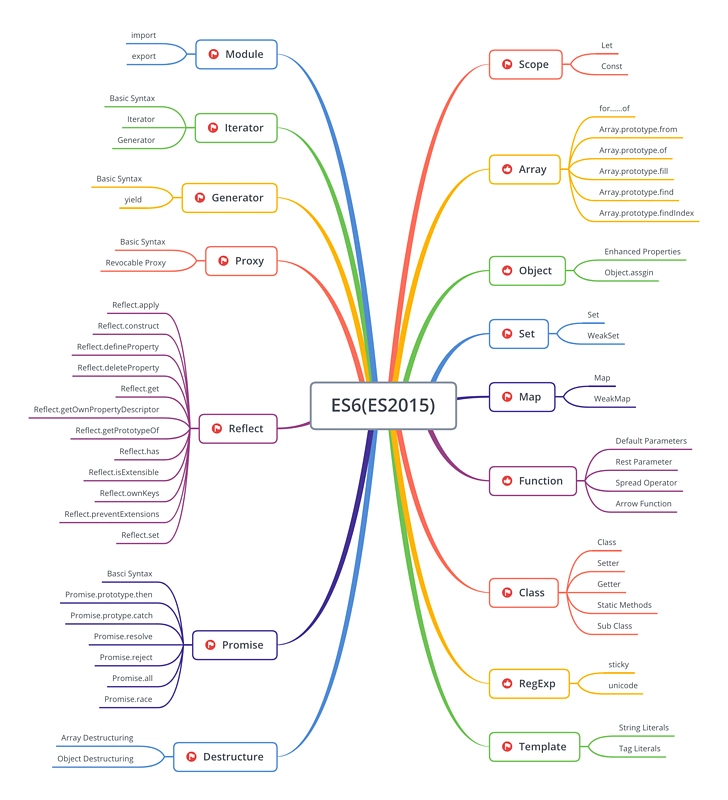 ES6(ES2015)
Module
import
export
Iterator
Basic Syntax
Iterator
Generator
Generator
Basic Syntax
yield
Proxy
Basic Syntax
Revocable Proxy
Reflect
Reflect.apply
Reflect.construct
Reflect.defineProperty
Reflect.deleteProperty
Reflect.get
Reflect.getOwnPropertyDescriptor
Reflect.getPrototypeOf
Reflect.has
Reflect.isExtensible
Reflect.ownKeys
Reflect.preventExtensions
Reflect.set
Promise
Basci Syntax
Promise.prototype.then
Promise.protype.catch
Promise.resolve
Promise.reject
Promise.all
Promise.race
Destructure
Array Destructuring
Object Destructuring
Scope
Let
Const
Array
for......of
Array.prototype.from
Array.prototype.of
Array.prototype.fill
Array.prototype.find
Array.prototype.findIndex
Object
Enhanced Properties
Object.assgin
Set
Set
WeakSet
Map
Map
WeakMap
Function
Default Parameters
Rest Parameter
Spread Operator
Arrow Function
Class
Class
Setter
Getter
Static Methods
Sub Class
RegExp
sticky
unicode
Template
String Literals
Tag Literals